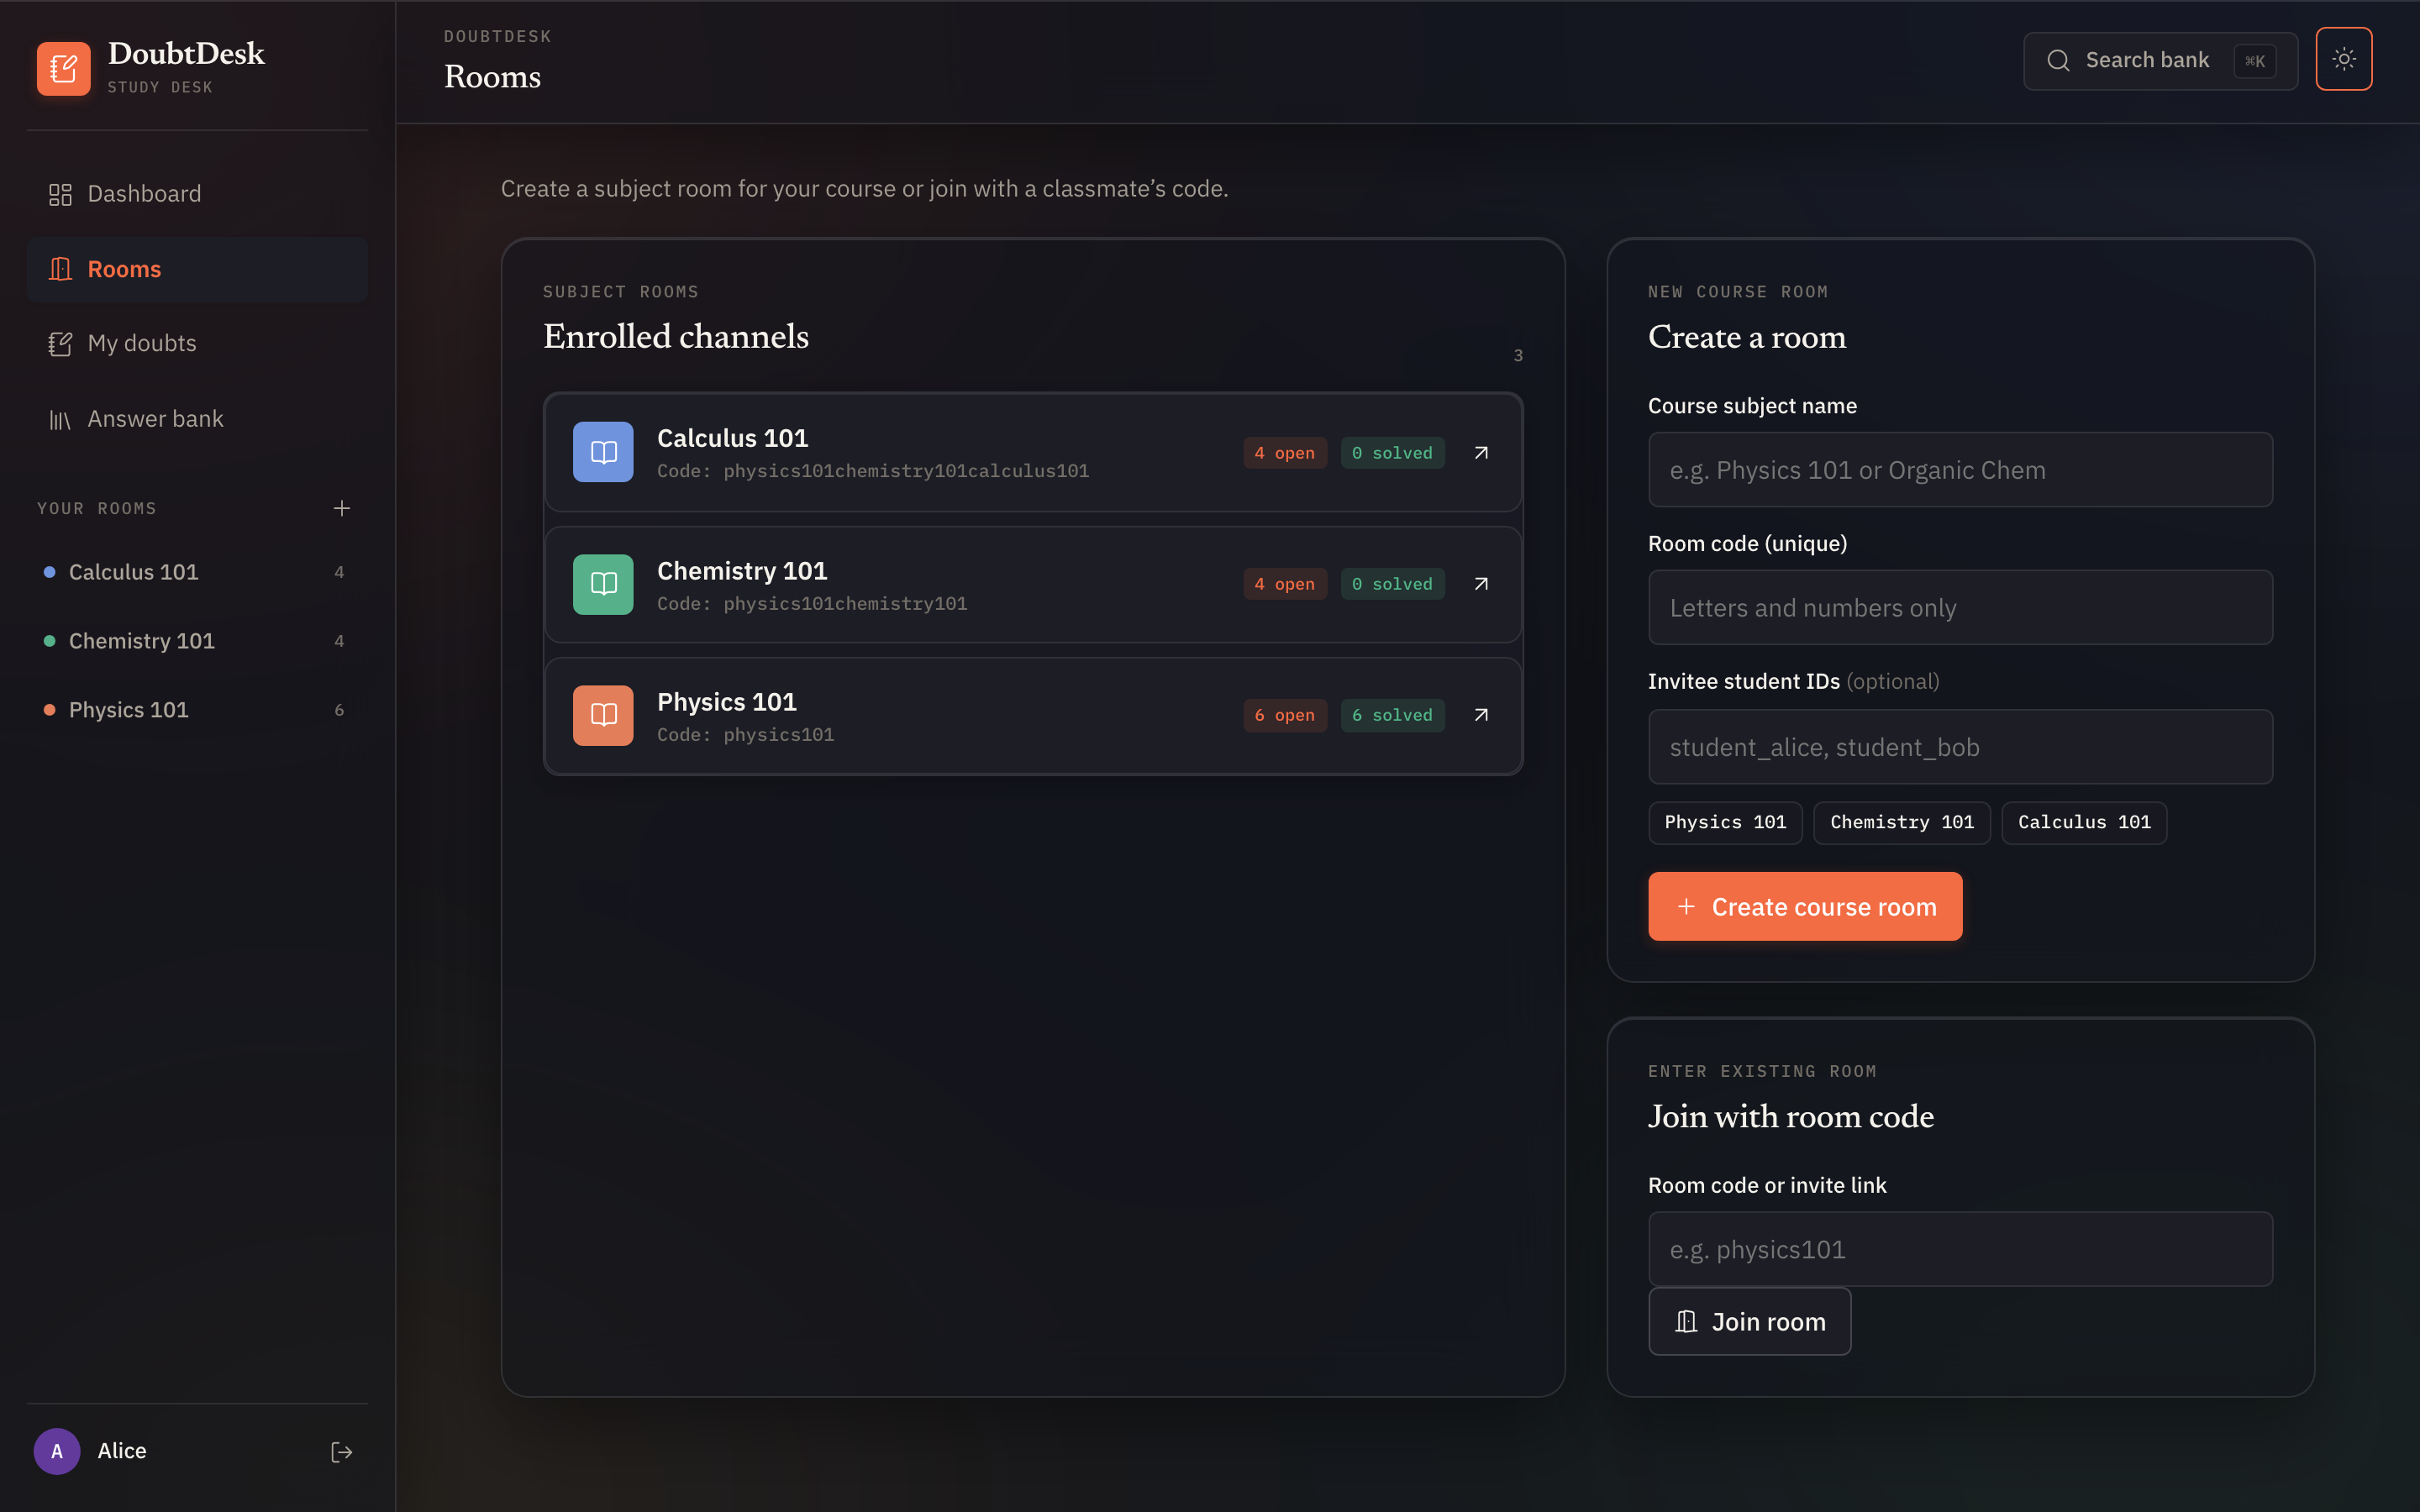 DoubtDesk
STUDY DESK
Dashboard
Rooms
My doubts
Answer bank
YOUR ROOMS
Calculus 101 4
Chemistry 101 4
Physics 101 6
A Alice
DOUBTDESK
Rooms
Search bank ⌘K
Create a subject room for your course or join with a classmate’s code.
SUBJECT ROOMS
Enrolled channels
3
Calculus 101
Code: physics101chemistry101calculus101
4 open 0 solved
Chemistry 101
Code: physics101chemistry101
4 open 0 solved
Physics 101
Code: physics101
6 open 6 solved
NEW COURSE ROOM
Create a room
Course subject name
e.g. Physics 101 or Organic Chem
Room code (unique)
Letters and numbers only
Invitee student IDs (optional)
student_alice, student_bob
Physics 101 Chemistry 101 Calculus 101
Create course room
ENTER EXISTING ROOM
Join with room code
Room code or invite link
e.g. physics101
Join room